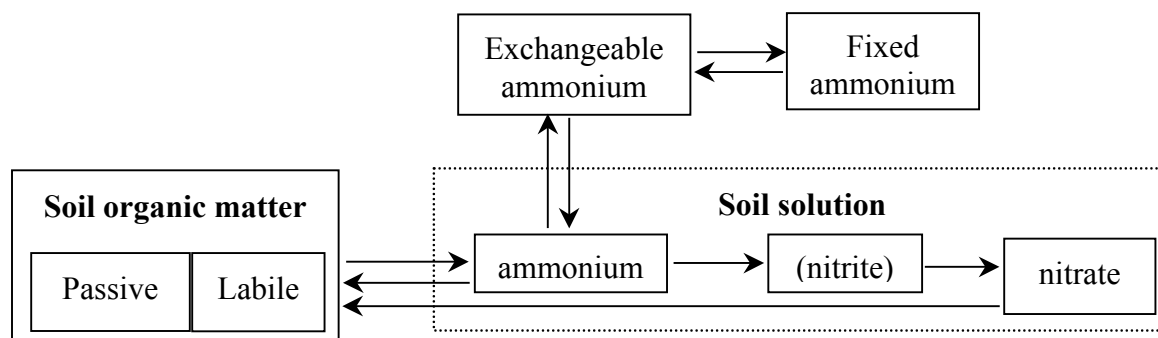 Exchangeable
ammonium
Fixed
ammonium
Soil organic matter
Passive
Labile
Soil solution
ammonium
(nitrite)
nitrate